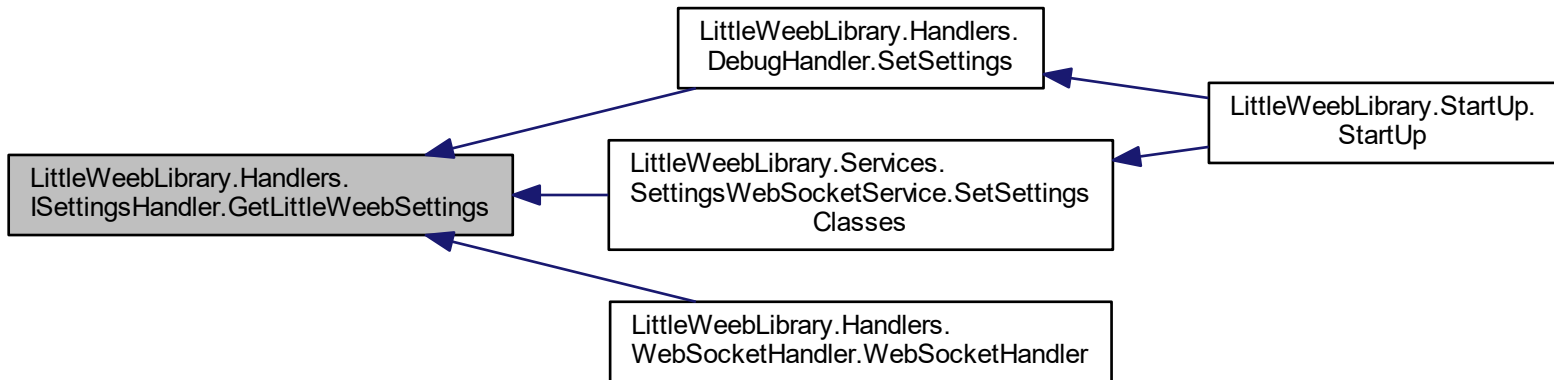 LittleWeebLibrary.Handlers.
ISettingsHandler.GetLittleWeebSettings
LittleWeebLibrary.Handlers.
DebugHandler.SetSettings
LittleWeebLibrary.StartUp.
StartUp
LittleWeebLibrary.Services.
SettingsWebSocketService.SetSettings
Classes
LittleWeebLibrary.Handlers.
WebSocketHandler.WebSocketHandler